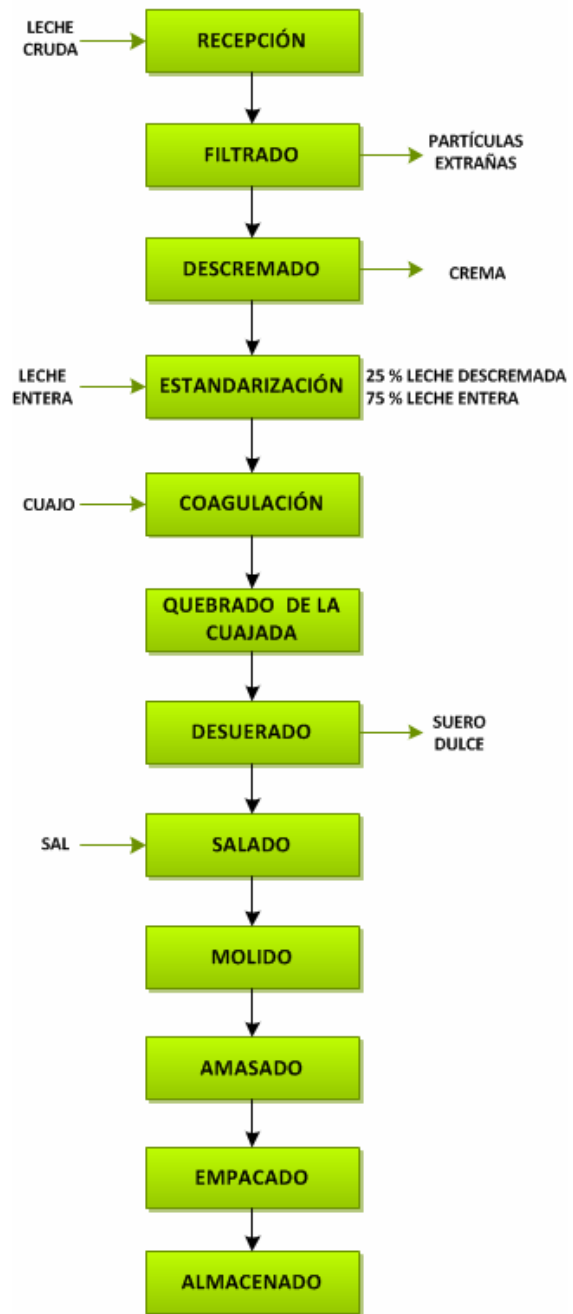 LECHE
CRUDA
RECEPCIÓN
FILTRADO
PARTÍCULAS
EXTRAÑAS
DESCREMADO
CREMA
LECHE
ENTERA
ESTANDARIZACIÓN
25 % LECHE DESCREMADA
75 % LECHE ENTERA
CUAJO
COAGULACIÓN
QUEBRADO DE LA
CUAJADA
DESUERADO
SUERO
DULCE
SAL
SALADO
MOLIDO
AMASADO
EMPACADO
ALMACENADO